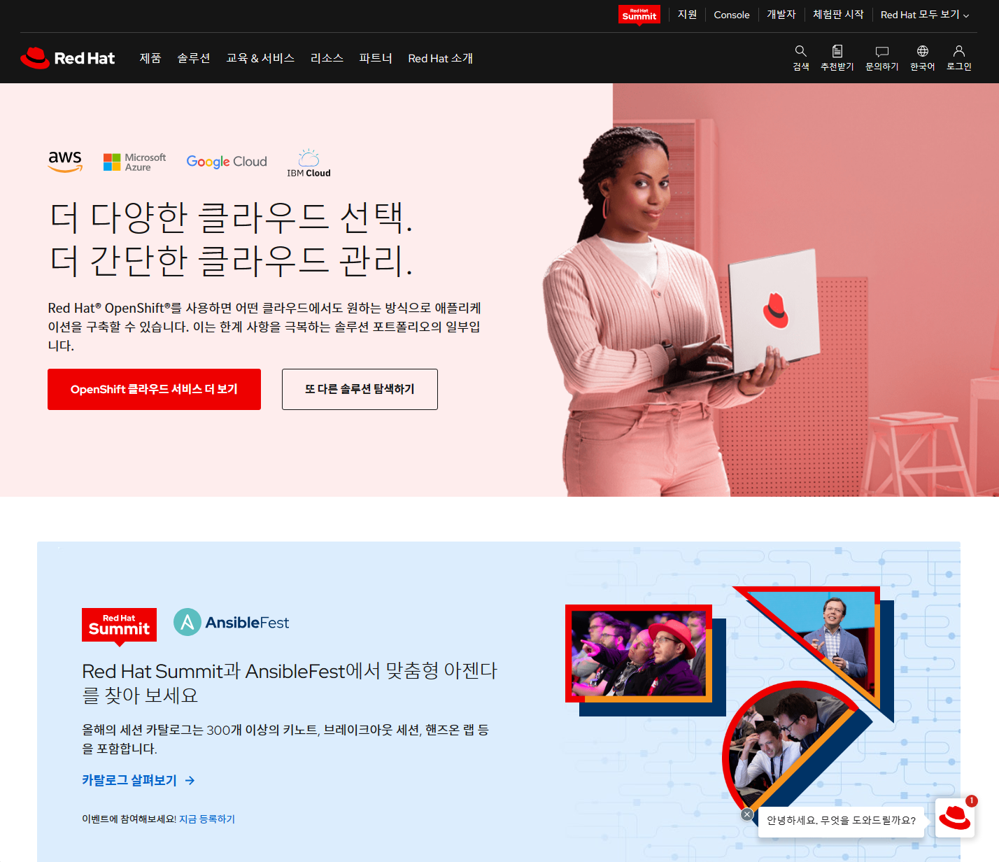 Red Hat
Summit
지원
Console
개발자
체험판 시작
Red Hat 모두 보기
Red Hat
제품
솔루션
교육 & 서비스
리소스
파트너
Red Hat 소개
검색
추천받기
문의하기
한국어
로그인
aws
Microsoft
Azure
Google Cloud
IBM Cloud
더 다양한 클라우드 선택.
더 간단한 클라우드 관리.
Red Hat® OpenShift®를 사용하면 어떤 클라우드에서도 원하는 방식으로 애플리케
이션을 구축할 수 있습니다. 이는 한계 사항을 극복하는 솔루션 포트폴리오의 일부입
니다.
OpenShift 클라우드 서비스 더 보기
또 다른 솔루션 탐색하기
Red Hat
Summit
AnsibleFest
Red Hat Summit과 AnsibleFest에서 맞춤형 아젠다
를 찾아 보세요
올해의 세션 카탈로그는 300개 이상의 키노트, 브레이크아웃 세션, 핸즈온 랩 등
을 포함합니다.
카탈로그 살펴보기
이벤트에 참여해보세요! 지금 등록하기
안녕하세요. 무엇을 도와드릴까요?
1